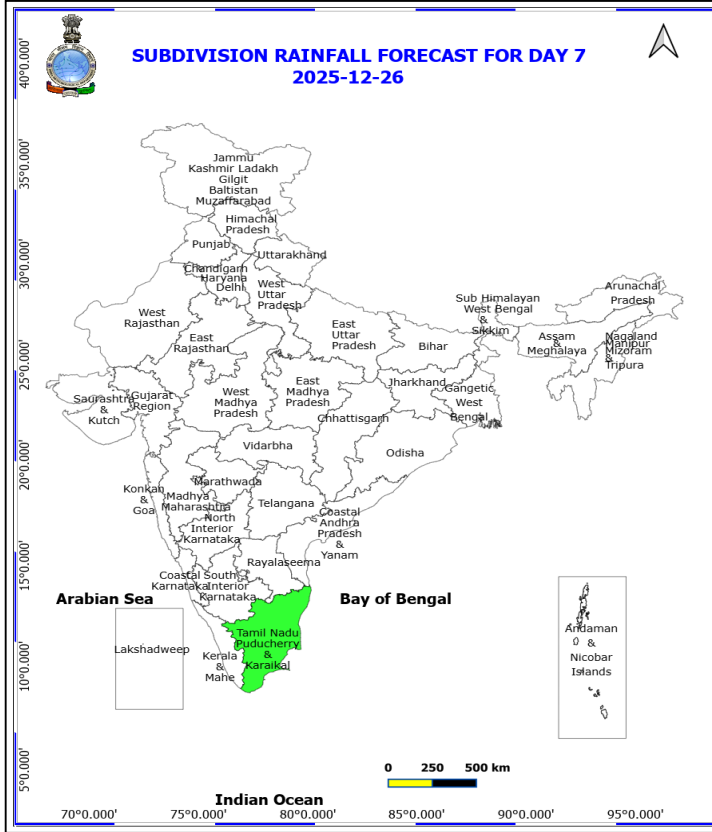 SUBDIVISION RAINFALL FORECAST FOR DAY 7
2025-12-26
40°0.000'
35°0.000'
30°0.000'
25°0.000'
20°0.000'
15°0.000'
10°0.000'
5°0.000'
Jammu
Kashmir Ladakh
Gilgit
Baltistan
Muzaffarabad
Himachal
Pradesh
Punjab
Uttarakhand
Chandigarh
Haryana
Delhi
West
Uttar
Pradesh
Arunachal
Pradesh
West
Rajasthan
East
Rajasthan
East
Uttar
Pradesh
Bihar
Sub Himalayan
West Bengal
&
Sikkim
Assam
&
Meghalaya
Nagaland
Manipur
Mizoram
&
Tripura
Saurashtra
&
Kutch
Gujarat
Region
West
Madhya
Pradesh
East
Madhya
Pradesh
Jharkhand
Gangetic
West
Bengal
Chhattisgarh
Vidarbha
Odisha
Konkan
&
Goa
Madhya
Maharashtra
Marathwada
Telangana
North
Interior
Karnataka
Coastal
Andhra
Pradesh
&
Yanam
Rayalaseema
Coastal
Karnataka
South
Interior
Karnataka
Arabian Sea
Bay of Bengal
Lakshadweep
Kerala
&
Mahe
Tamil Nadu
Puducherry
&
Karaikal
Andaman
&
Nicobar
Islands
0 250 500 km
Indian Ocean
70°0.000' 75°0.000' 80°0.000' 85°0.000' 90°0.000' 95°0.000'